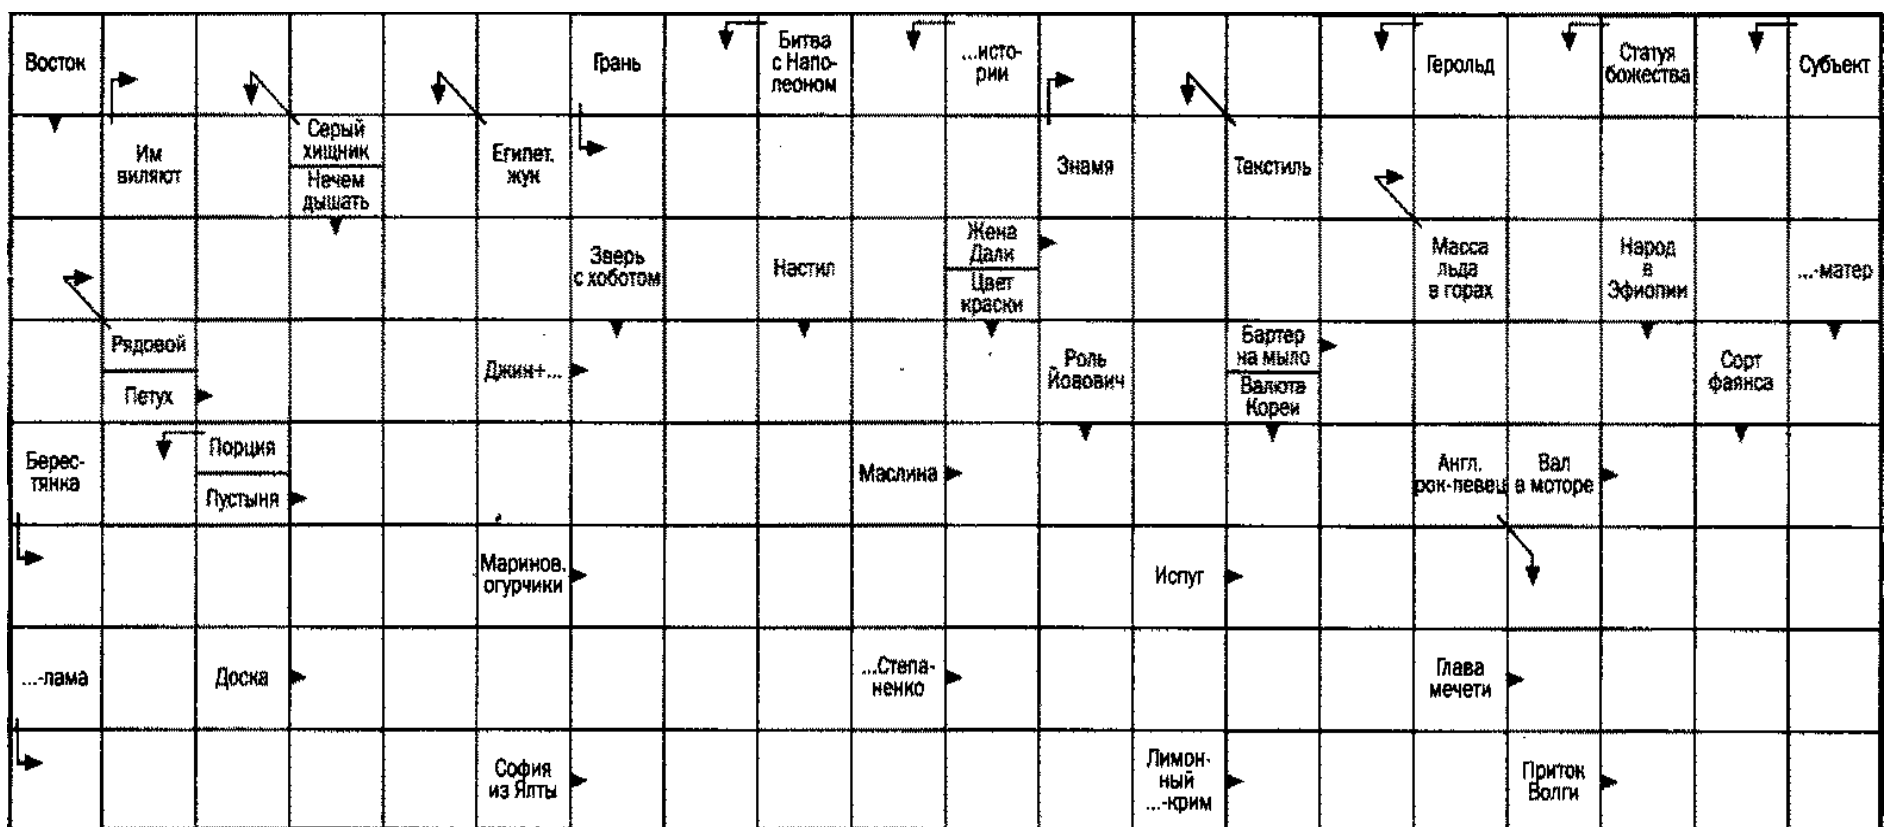 Восток
Грань
Битва
с Напо-
леоном
...исто-
рии
Герольд
Статуя
божества
Субъект
Им
виляют
Серый
хищник
Нечем
дышать
Египет.
жук
Знамя
Текстиль
Зверь
с хоботом
Настил
Жена
Дали
Цвет
краски
Масса
льда
в горах
Народ
в
Эфиопии
...-матер
Рядовой
Петух
Джин+...
Роль
Йовович
Бартер
на мыло
Валюта
Кореи
Сорт
фаянса
Берес-
тянка
Порция
Пустыня
Маслина
Англ.
рок-певец
Вал
в моторе
Маринов.
огурчики
Испуг
...-лама
Доска
...Степа-
ненко
Глава
мечети
София
из Ялты
Лимон-
ный
...-крим
Приток
Волги